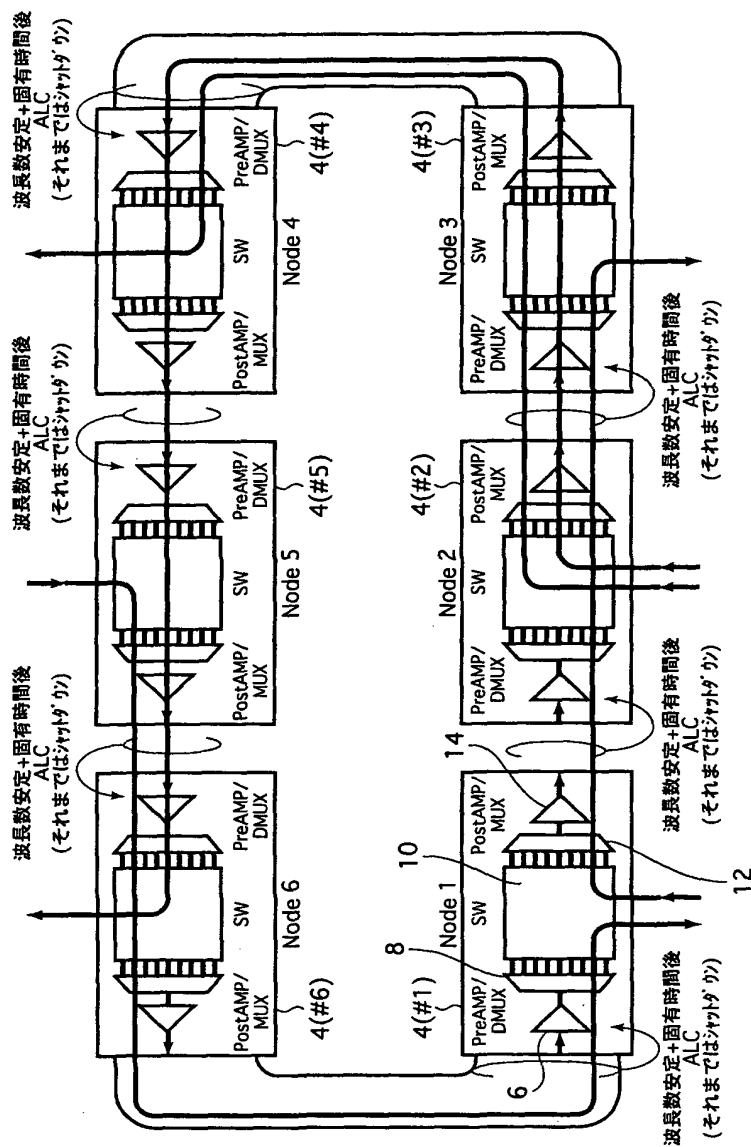 波長数安定+固有時間後
ALC
(それまではシャットダウン)
波長数安定+固有時間後
ALC
(それまではシャットダウン)
波長数安定+固有時間後
ALC
(それまではシャットダウン)
PostAMP/
MUX
SW
PreAMP/
DMUX
Node 6
4(#6)
PostAMP/
MUX
SW
PreAMP/
DMUX
Node 5
4(#5)
PostAMP/
MUX
SW
PreAMP/
DMUX
Node 4
4(#4)
4(#1)
Node 1
PreAMP/
DMUX
SW
PostAMP/
MUX
8
10
14
6
12
4(#2)
Node 2
PreAMP/
DMUX
SW
PostAMP/
MUX
4(#3)
Node 3
PreAMP/
DMUX
SW
PostAMP/
MUX
波長数安定+固有時間後
ALC
(それまではシャットダウン)
波長数安定+固有時間後
ALC
(それまではシャットダウン)
波長数安定+固有時間後
ALC
(それまではシャットダウン)